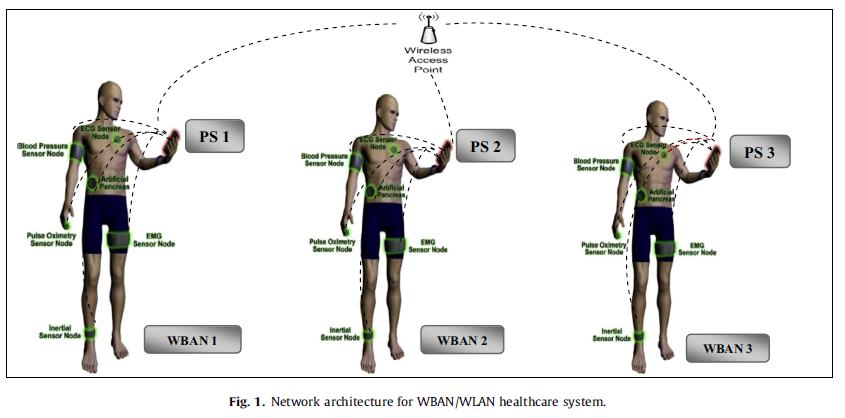 Wireless
Access
Point
ECG Sensor
Node
Blood Pressure
Sensor Node
Artificial
Pancreas
Pulse Oximetry
Sensor Node
EMG
Sensor Node
Inertial
Sensor Node
PS 1
WBAN 1
ECG Sensor
Node
Blood Pressure
Sensor Node
Artificial
Pancreas
Pulse Oximetry
Sensor Node
EMG
Sensor Node
Inertial
Sensor Node
PS 2
WBAN 2
ECG Sensor
Node
Blood Pressure
Sensor Node
Artificial
Pancreas
Pulse Oximetry
Sensor Node
EMG
Sensor Node
Inertial
Sensor Node
PS 3
WBAN 3
Fig. 1. Network architecture for WBAN/WLAN healthcare system.